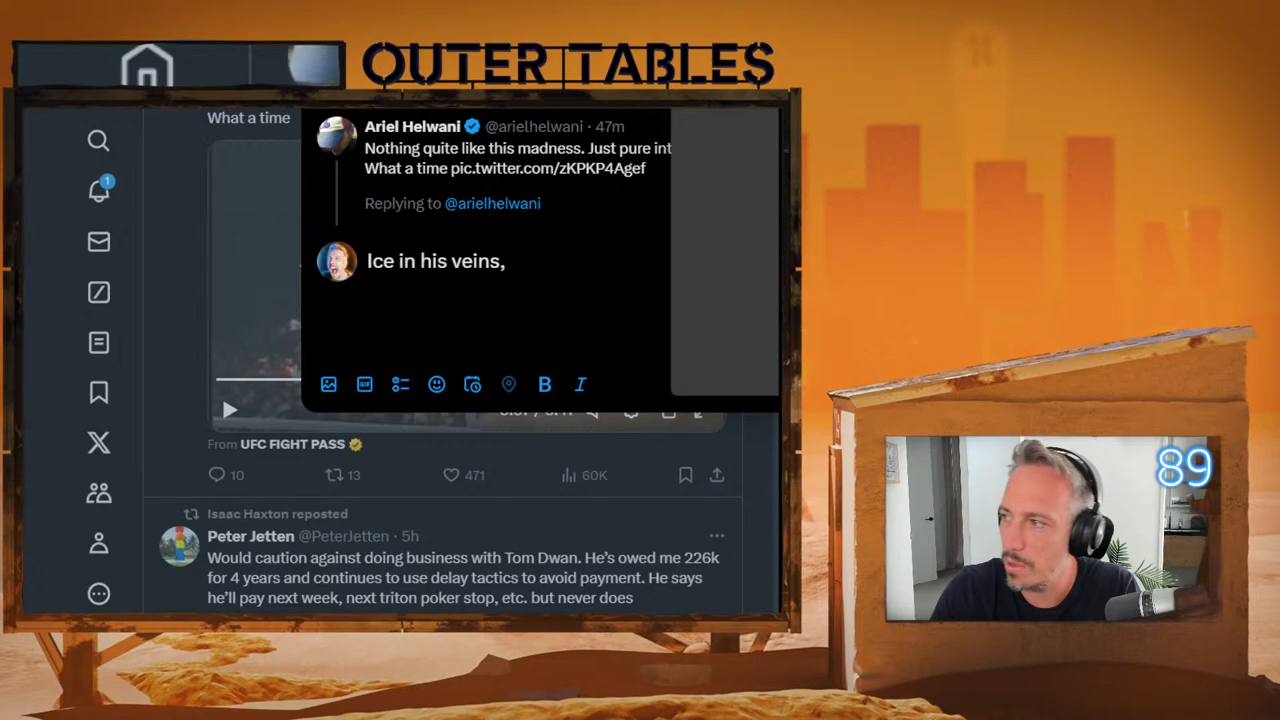 OUTER TABLES
What a time
Ariel Helwani @arielhelwani · 47m
Nothing quite like this madness. Just pure int
What a time pic.twitter.com/zKPKP4Agef
Replying to @arielhelwani
Ice in his veins,
GIF
B I
From UFC FIGHT PASS
10
13
471
60K
Isaac Haxton reposted
Peter Jetten @PeterJetten · 5h
Would caution against doing business with Tom Dwan. He's owed me 226k
for 4 years and continues to use delay tactics to avoid payment. He says
he'll pay next week, next triton poker stop, etc. but never does
1
89